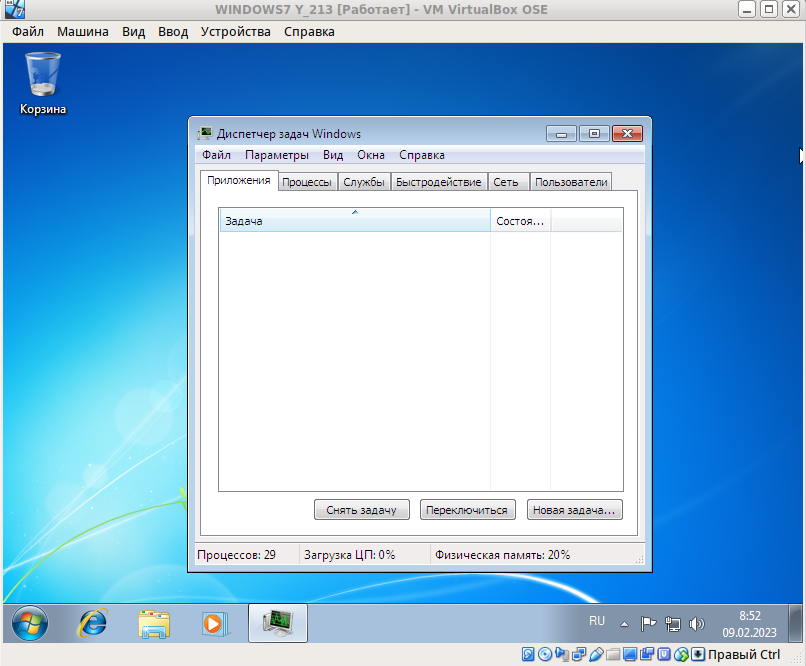 WINDOWS7 Y_213 [Работает] - VM VirtualBox OSE
Файл Машина Вид Ввод Устройства Справка
Корзина
Диспетчер задач Windows
Файл Параметры Вид Окна Справка
Приложения Процессы Службы Быстродействие Сеть Пользователи
Задача Состоя...
Снять задачу Переключиться Новая задача...
Процессов: 29 Загрузка ЦП: 0% Физическая память: 20%
RU 8:52
09.02.2023
Правый Ctrl